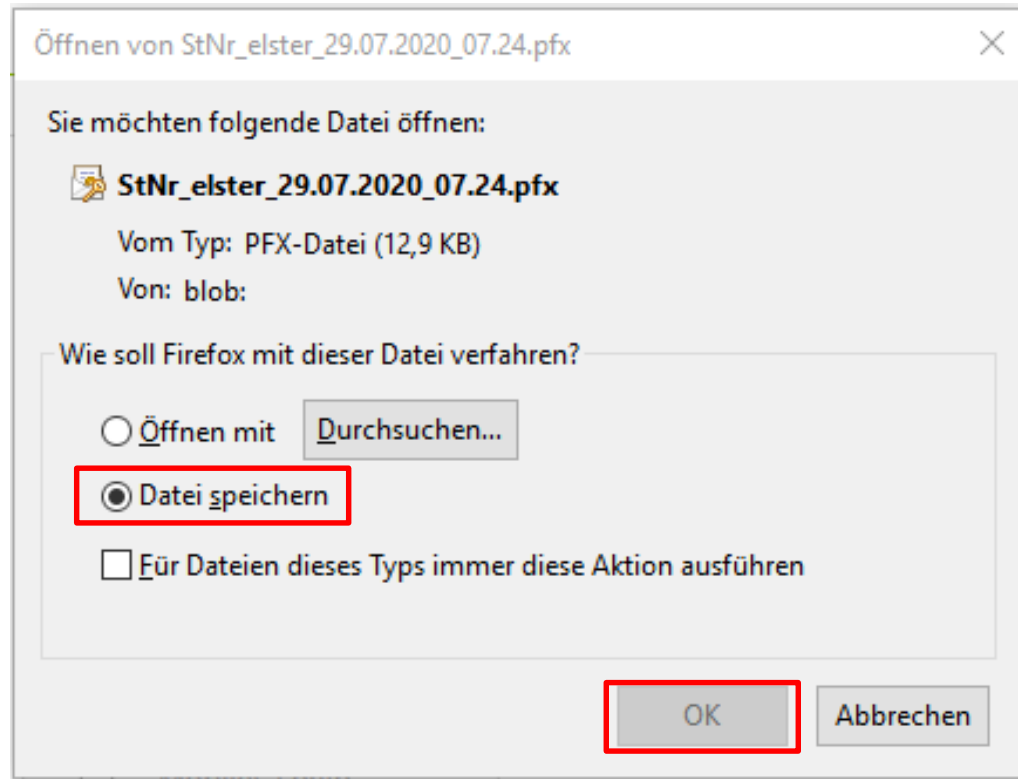 Öffnen von StNr_elster_29.07.2020_07.24.pfx
Sie möchten folgende Datei öffnen:
StNr_elster_29.07.2020_07.24.pfx
Vom Typ: PFX-Datei (12,9 KB)
Von: blob:
Wie soll Firefox mit dieser Datei verfahren?
Öffnen mit Durchsuchen...
Datei speichern
Für Dateien dieses Typs immer diese Aktion ausführen
OK Abbrechen